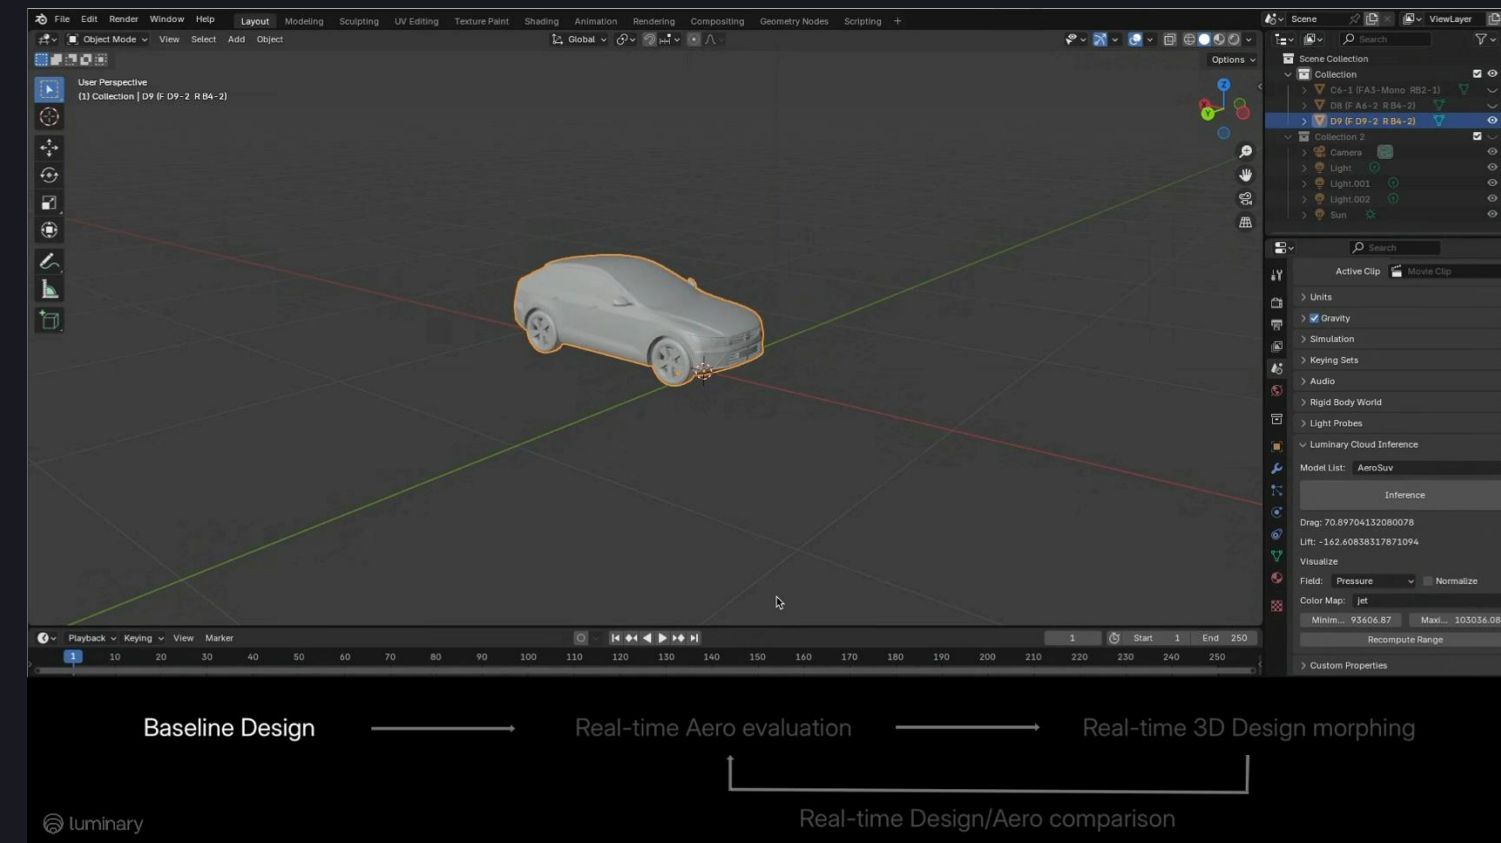 File Edit Render Window Help Layout Modeling Sculpting UV Editing Texture Paint Shading Animation Rendering Compositing Geometry Nodes Scripting + Scene ViewLayer
Object Mode View Select Add Object Global Search
Options
User Perspective
(1) Collection | D9 (F D9-2 R B4-2)
Z
Y
Scene Collection
Collection
C6-1 (FA3-Mono RB2-1)
D8 (F A6-2 R B4-2)
D9 (F D9-2 R B4-2)
Collection 2
Camera
Light
Light.001
Light.002
Sun
Search
Active Clip Movie Clip
Units
Gravity
Simulation
Keying Sets
Audio
Rigid Body World
Light Probes
Luminary Cloud Inference
Model List: AeroSuv
Inference
Drag: 70.89704132080078
Lift: -162.60838317871094
Visualize
Field: Pressure Normalize
Color Map: jet
Minim... 93606.87 Maxi... 103036.08
Recompute Range
Custom Properties
Playback Keying View Marker 1 Start 1 End 250
1 10 20 30 40 50 60 70 80 90 100 110 120 130 140 150 160 170 180 190 200 210 220 230 240 250
Baseline Design Real-time Aero evaluation Real-time 3D Design morphing
Real-time Design/Aero comparison
luminary